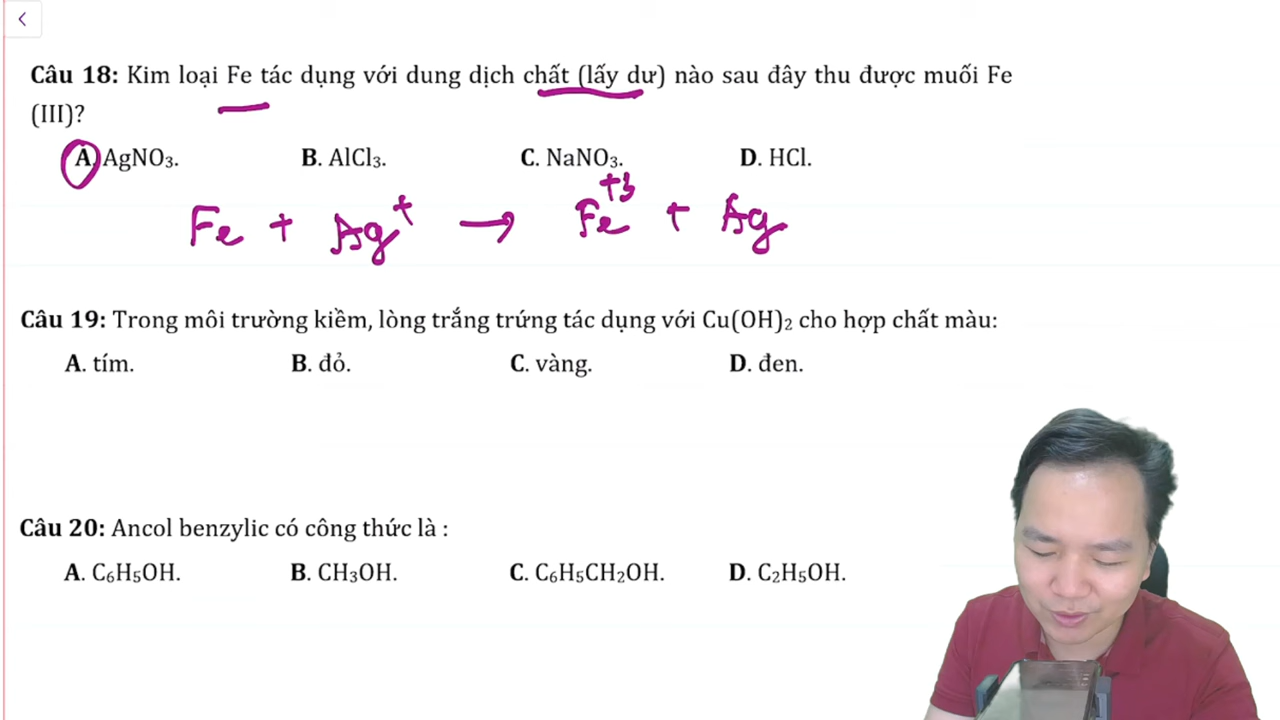 Câu 18: Kim loại Fe tác dụng với dung dịch chất (lấy dư) nào sau đây thu được muối Fe
(III)?
A. AgNO₃. B. AlCl₃. C. NaNO₃. D. HCl.
Fe + Ag⁺ → Fe⁺³ + Ag
Câu 19: Trong môi trường kiềm, lòng trắng trứng tác dụng với Cu(OH)₂ cho hợp chất màu:
A. tím. B. đỏ. C. vàng. D. đen.
Câu 20: Ancol benzylic có công thức là :
A. C₆H₅OH. B. CH₃OH. C. C₆H₅CH₂OH. D. C₂H₅OH.